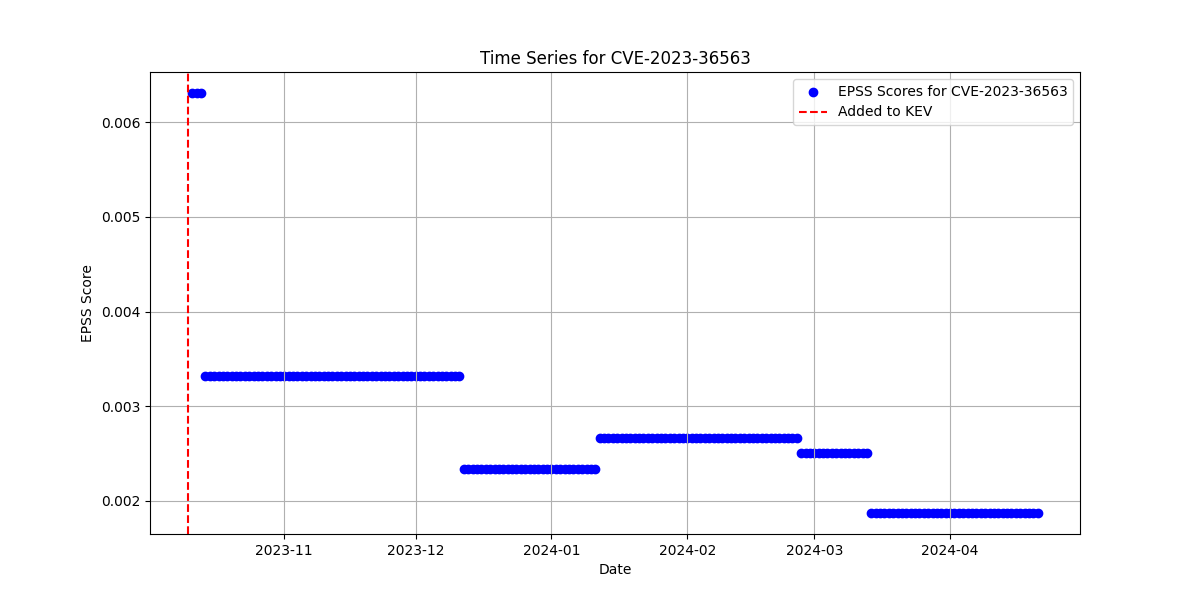 Time Series for CVE-2023-36563
EPSS Scores for CVE-2023-36563
Added to KEV
EPSS Score
0.006
0.005
0.004
0.003
0.002
2023-11
2023-12
2024-01
2024-02
2024-03
2024-04
Date